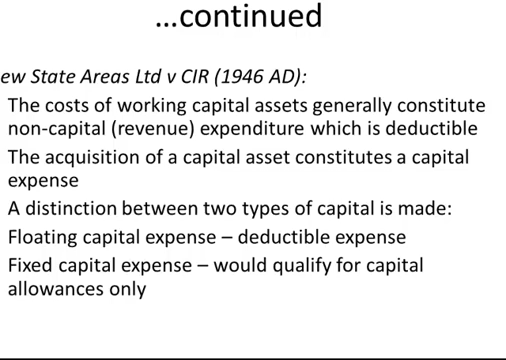 ...continued
ew State Areas Ltd v CIR (1946 AD):
The costs of working capital assets generally constitute
non-capital (revenue) expenditure which is deductible
The acquisition of a capital asset constitutes a capital
expense
A distinction between two types of capital is made:
Floating capital expense – deductible expense
Fixed capital expense – would qualify for capital
allowances only